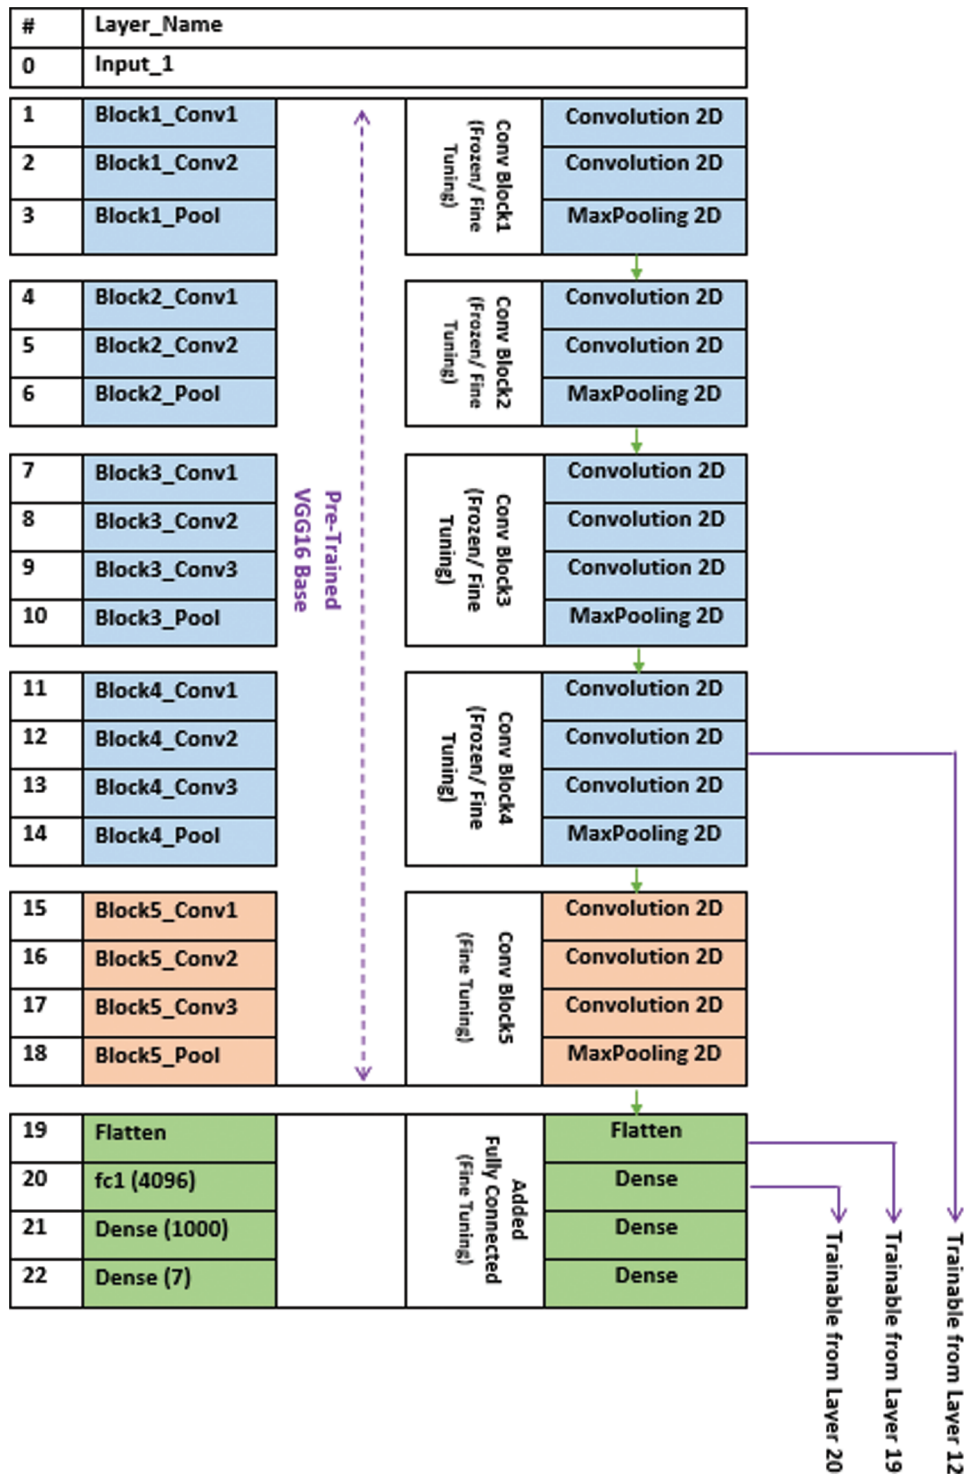 # Layer_Name
0 Input_1
1 Block1_Conv1
2 Block1_Conv2
3 Block1_Pool
4 Block2_Conv1
5 Block2_Conv2
6 Block2_Pool
7 Block3_Conv1
8 Block3_Conv2
9 Block3_Conv3
10 Block3_Pool
11 Block4_Conv1
12 Block4_Conv2
13 Block4_Conv3
14 Block4_Pool
15 Block5_Conv1
16 Block5_Conv2
17 Block5_Conv3
18 Block5_Pool
19 Flatten
20 fc1 (4096)
21 Dense (1000)
22 Dense (7)
Pre-Trained
VGG16 Base
Conv Block1
(Frozen/ Fine
Tuning)
Convolution 2D
Convolution 2D
MaxPooling 2D
Conv Block2
(Frozen/ Fine
Tuning)
Convolution 2D
Convolution 2D
MaxPooling 2D
Conv Block3
(Frozen/ Fine
Tuning)
Convolution 2D
Convolution 2D
Convolution 2D
MaxPooling 2D
Conv Block4
(Frozen/ Fine
Tuning)
Convolution 2D
Convolution 2D
Convolution 2D
MaxPooling 2D
Conv Block5
(Fine Tuning)
Convolution 2D
Convolution 2D
Convolution 2D
MaxPooling 2D
Added
Fully Connected
(Fine Tuning)
Flatten
Dense
Dense
Dense
Trainable from Layer 20
Trainable from Layer 19
Trainable from Layer 12